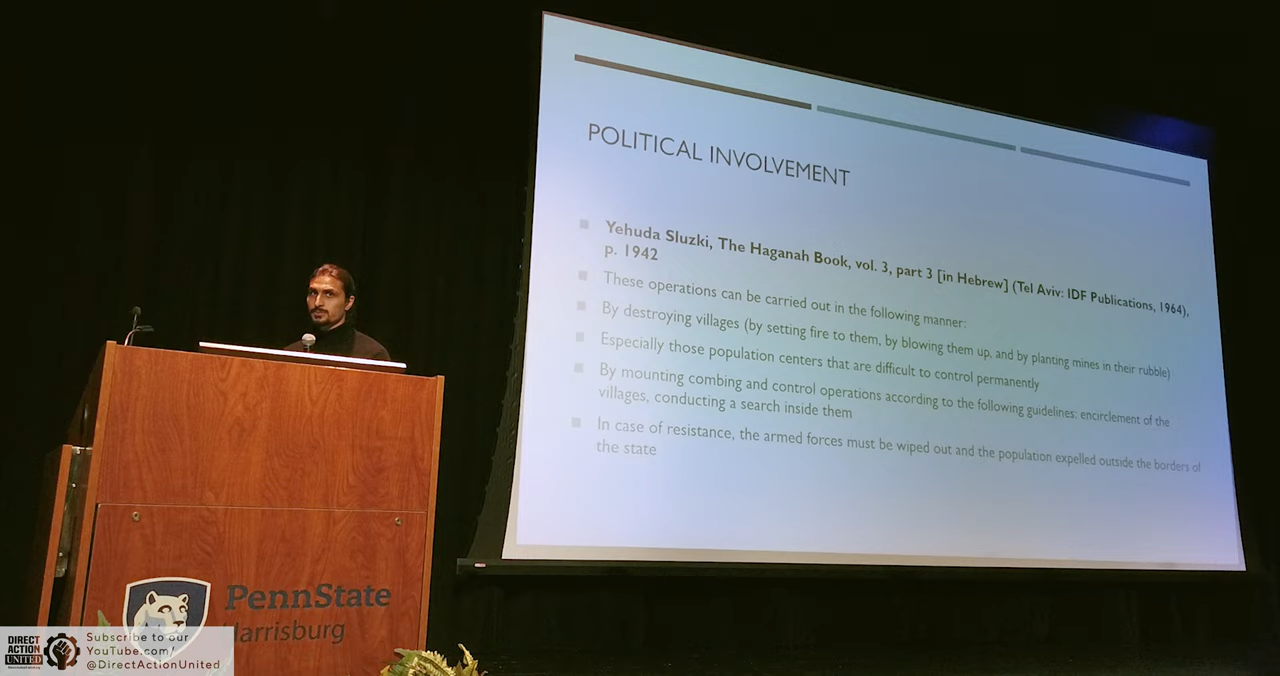 POLITICAL INVOLVEMENT
Yehuda Sluzki, The Haganah Book, vol. 3, part 3 [in Hebrew] (Tel Aviv: IDF Publications, 1964),
p. 1942
These operations can be carried out in the following manner:
By destroying villages (by setting fire to them, by blowing them up, and by planting mines in their rubble)
Especially those population centers that are difficult to control permanently
By mounting combing and control operations according to the following guidelines: encirclement of the
villages, conducting a search inside them
In case of resistance, the armed forces must be wiped out and the population expelled outside the borders of
the state
PennState
Harrisburg
DIRECT
ACTION
UNITED
Subscribe to our
YouTube.com/
@DirectActionUnited